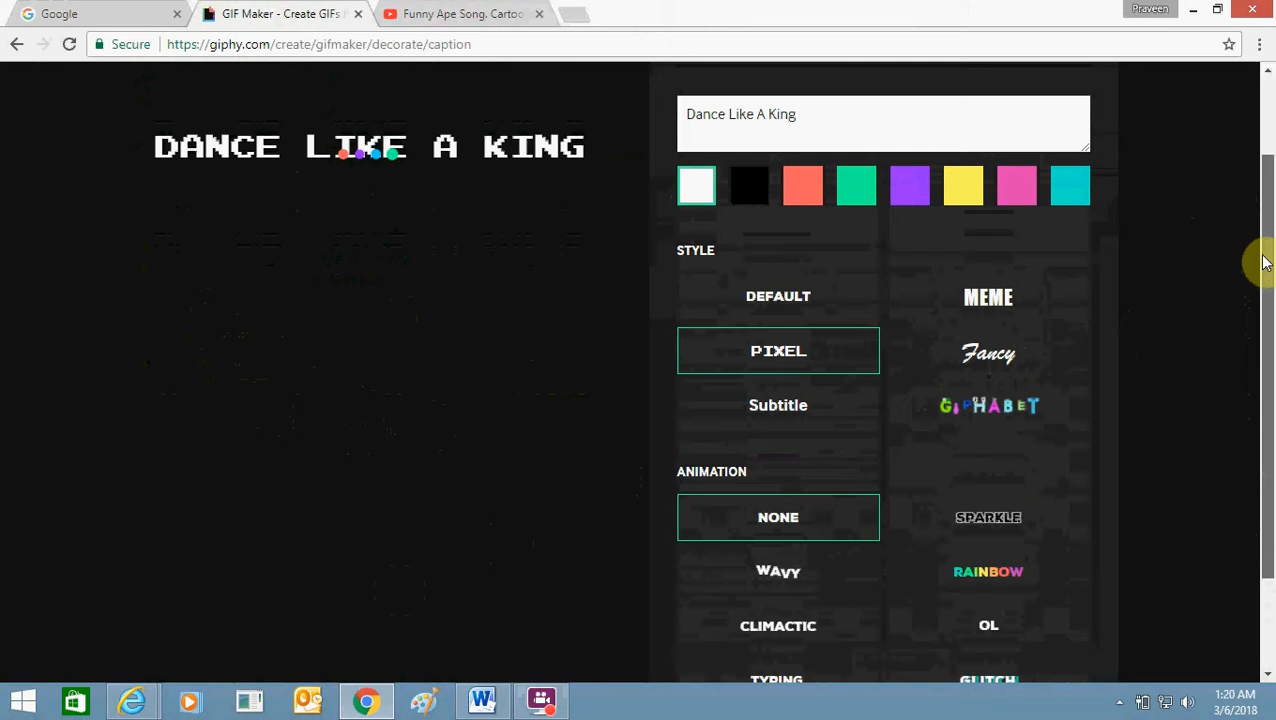 Google
GIF Maker - Create GIFs f
Funny Ape Song. Cartoo
Praveen
Secure
https://giphy.com/create/gifmaker/decorate/caption
DANCE LIKE A KING
Dance Like A King
STYLE
DEFAULT
MEME
PIXEL
Fancy
Subtitle
GIPHABET
ANIMATION
NONE
SPARKLE
WAVY
RAINBOW
CLIMACTIC
OL
TYPING
GLITCH!
1:20 AM
3/6/2018